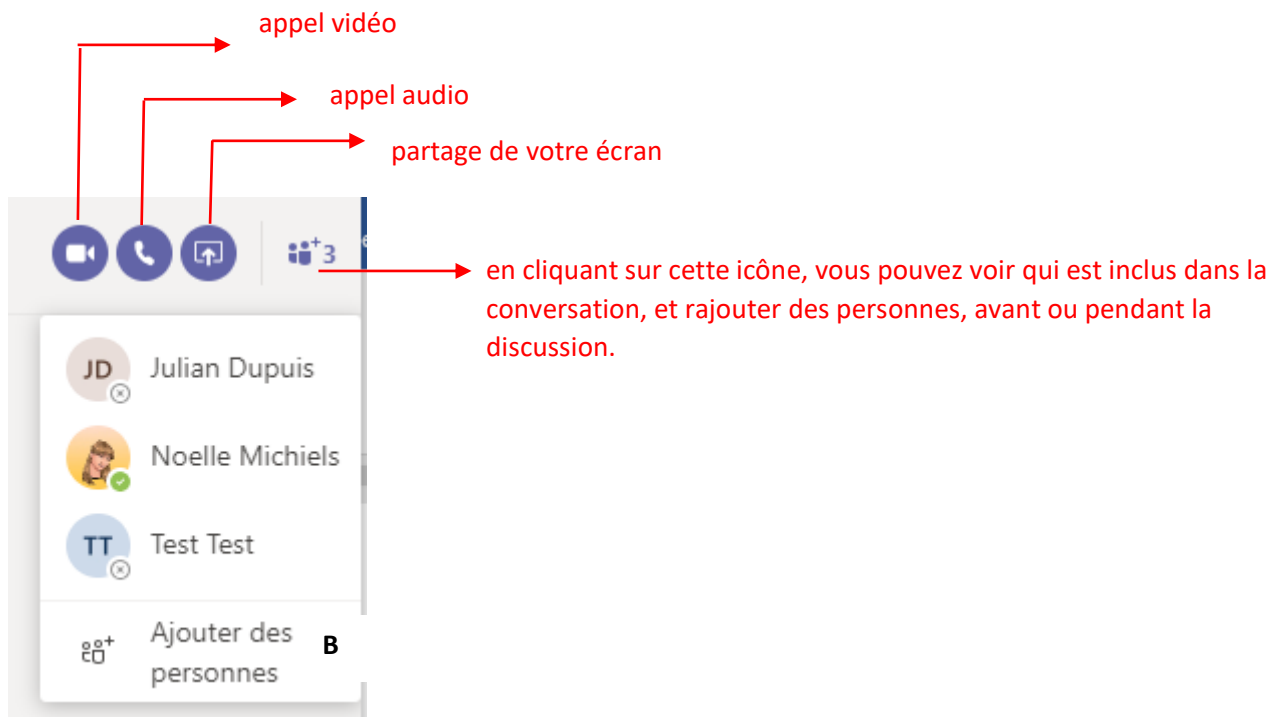 appel vidéo
appel audio
partage de votre écran
3
en cliquant sur cette icône, vous pouvez voir qui est inclus dans la
conversation, et rajouter des personnes, avant ou pendant la
discussion.
JD Julian Dupuis
Noelle Michiels
TT Test Test
Ajouter des
personnes
B